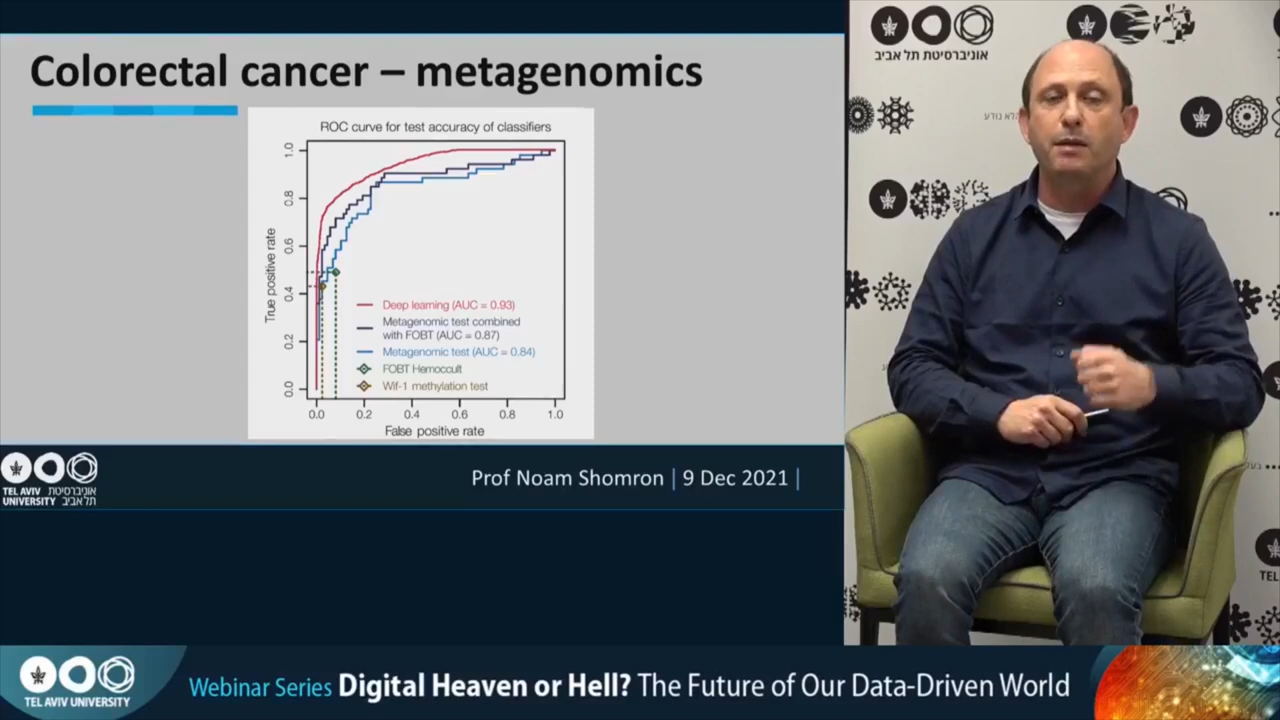 Colorectal cancer – metagenomics
ROC curve for test accuracy of classifiers
True positive rate
1.0
0.8
0.6
0.4
0.2
0.0
Deep learning (AUC = 0.93)
Metagenomic test combined
with FOBT (AUC = 0.87)
Metagenomic test (AUC = 0.84)
FOBT Hemoccult
Wif-1 methylation test
0.0 0.2 0.4 0.6 0.8 1.0
False positive rate
TEL AVIV אוניברסיטת
UNIVERSITY תל אביב
Prof Noam Shomron | 9 Dec 2021 |
אוניברסיטת תל אביב
TEL AVIV UNIVERSITY
Webinar Series Digital Heaven or Hell? The Future of Our Data-Driven World